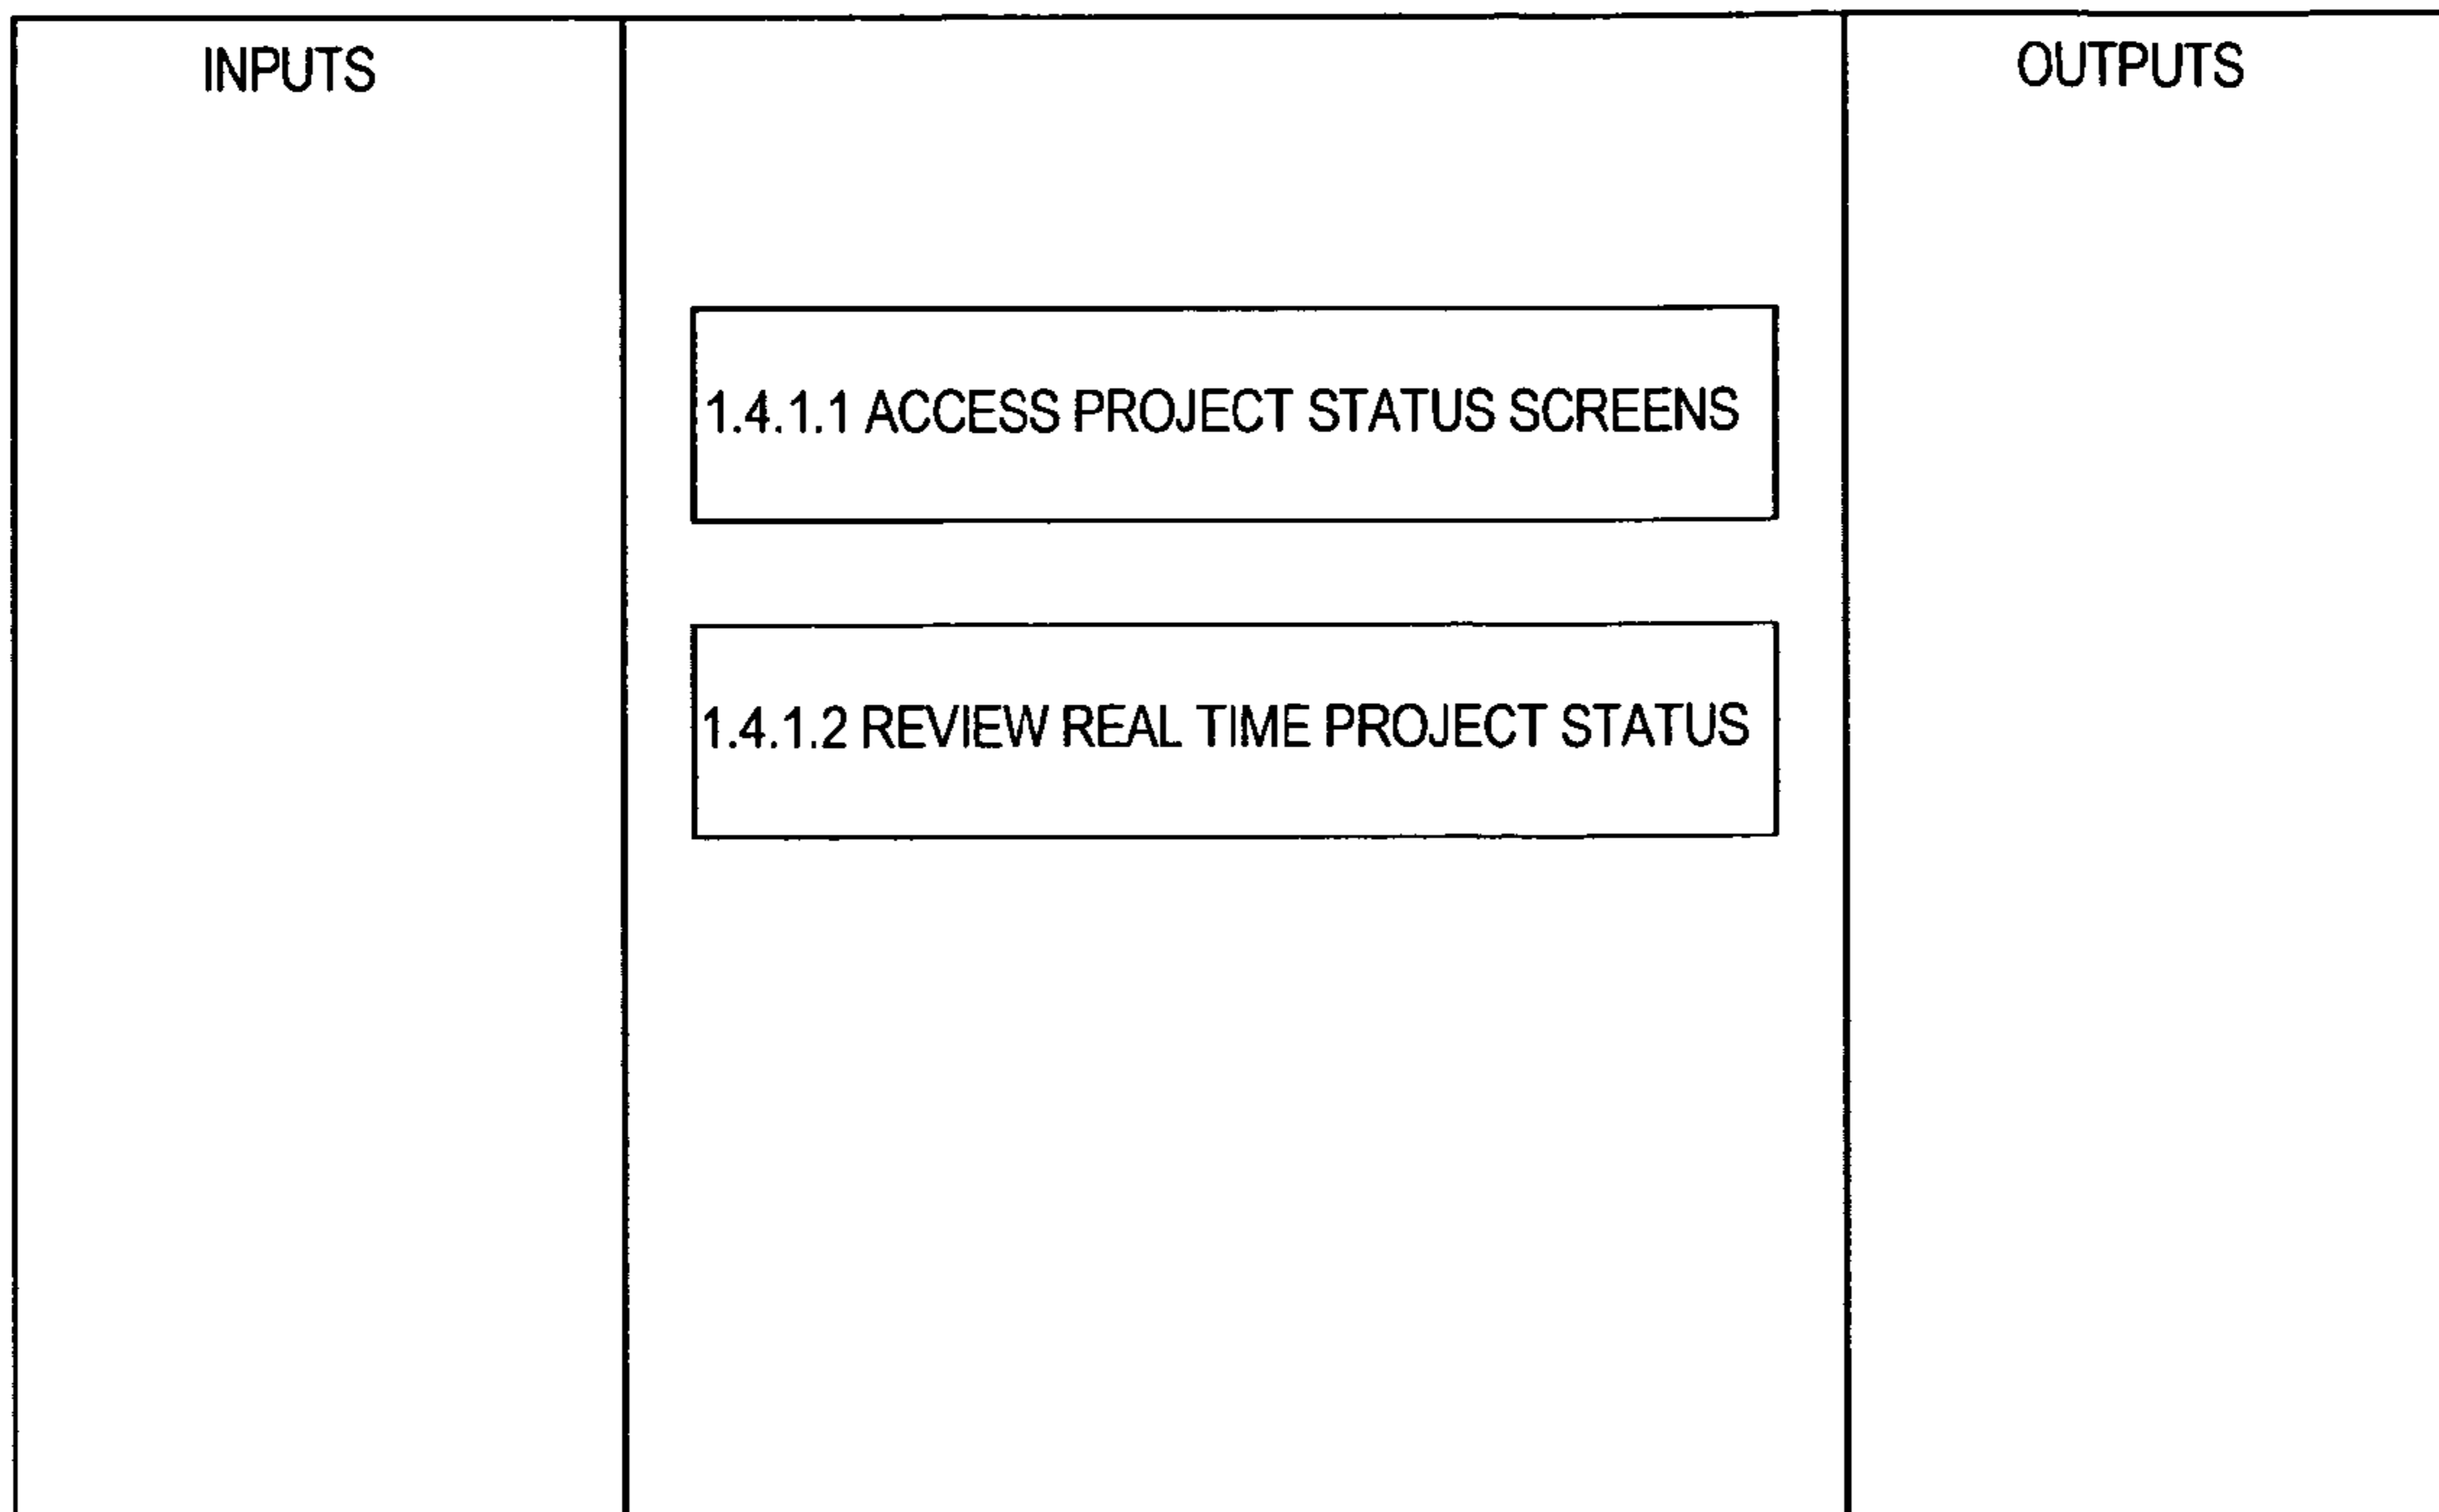 INPUTS
OUTPUTS
1.4.1.1 ACCESS PROJECT STATUS SCREENS
1.4.1.2 REVIEW REAL TIME PROJECT STATUS